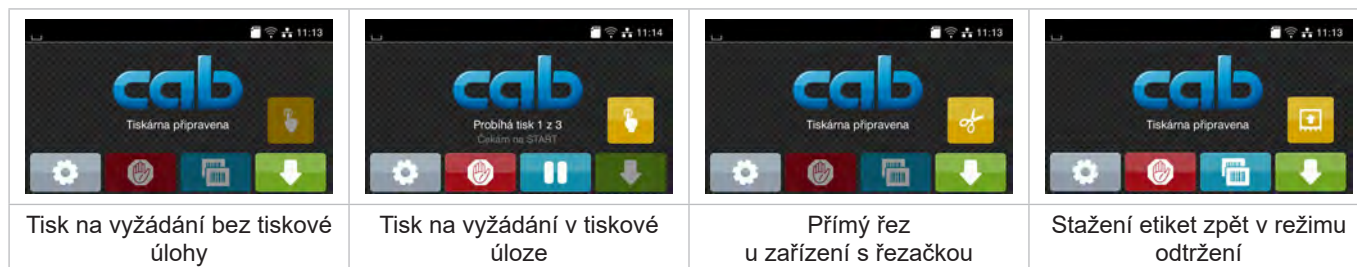 11:13
cab
Tiskárna připravena
11:14
cab
Probíhá tisk 1 z 3
Čekám na START
11:13
cab
Tiskárna připravena
11:13
cab
Tiskárna připravena
Tisk na vyžádání bez tiskové
úlohy
Tisk na vyžádání v tiskové
úloze
Přímý řez
u zařízení s řezačkou
Stažení etiket zpět v režimu
odtržení